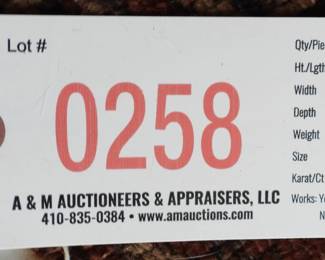 Lot #
0258
A & M AUCTIONEERS & APPRAISERS, LLC
410-835-0384 • www.amauctions.com
Qty/Pie
Ht./Lgth
Width
Depth
Weight
Size
Karat/Ct
Works: Y
N